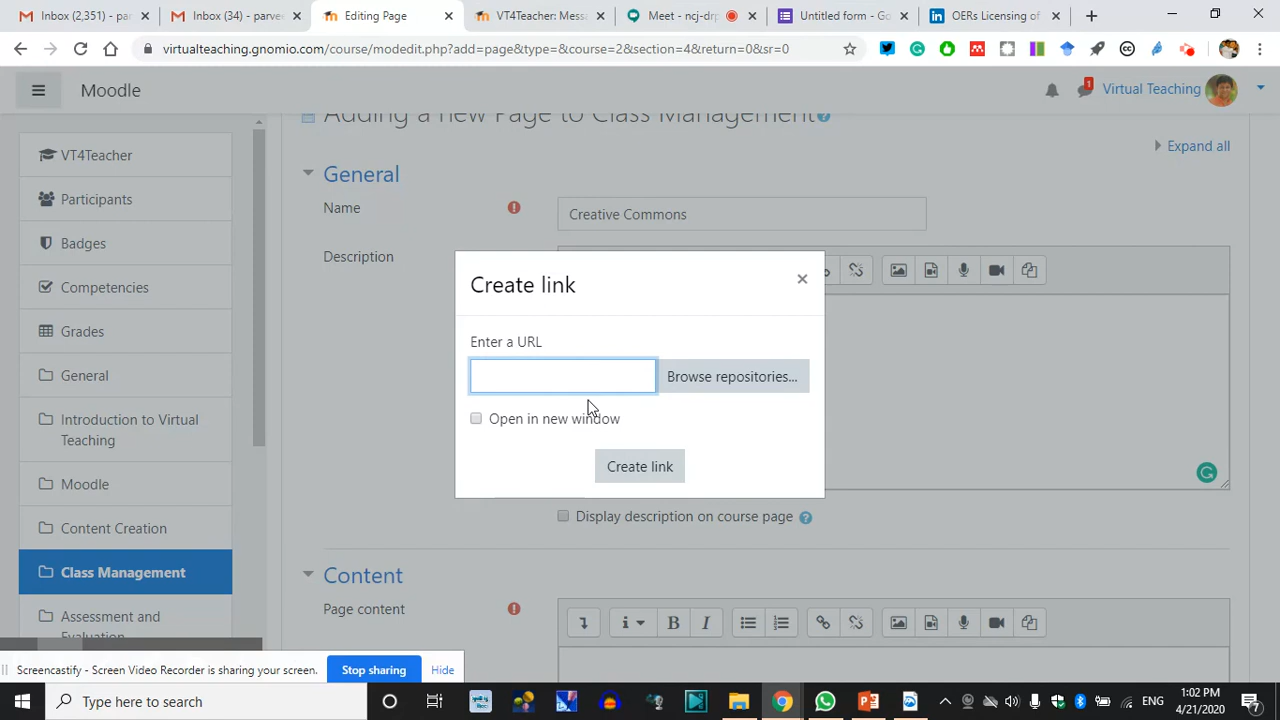 Inbox (2,351) - par
Inbox (34) - parvee
Editing Page
VT4Teacher: Messa
Meet - ncj-drp
Untitled form - Go
OERs Licensing of
virtualteaching.gnomio.com/course/modedit.php?add=page&type=&course=2&section=4&return=0&sr=0
Moodle
1
Virtual Teaching
Adding a new Page to Class Management
Expand all
VT4Teacher
Participants
Badges
Competencies
Grades
General
Introduction to Virtual
Teaching
Moodle
Content Creation
Class Management
Assessment and
Evaluation
General
Name
Creative Commons
Description
Create link
Enter a URL
Browse repositories...
Open in new window
Create link
Display description on course page
Content
Page content
Screencastify - Screen Video Recorder is sharing your screen.
Stop sharing
Hide
Type here to search
ENG
1:02 PM
4/21/2020
7